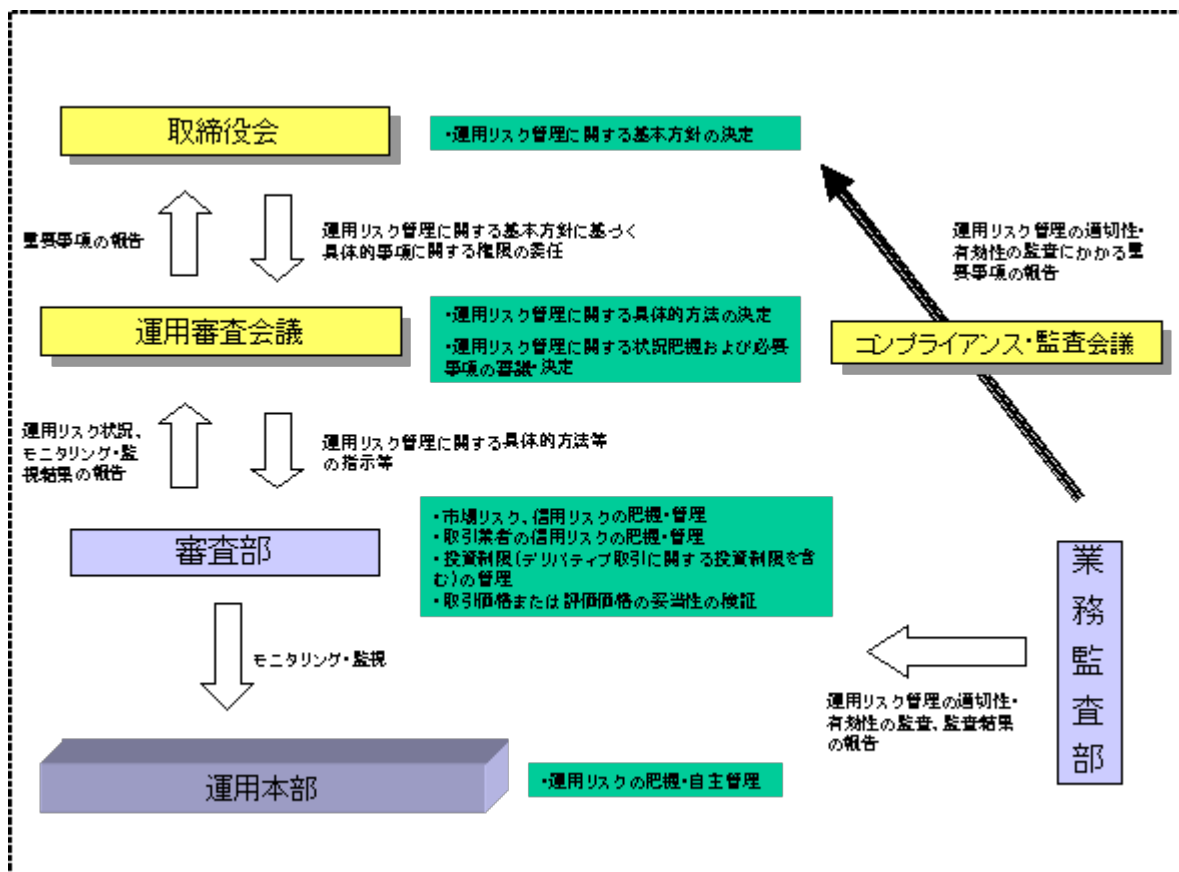 取締役会
・運用リスク管理に関する基本方針の決定
重要事項の報告
運用リスク管理に関する基本方針に基づく
具体的事項に関する権限の委任
運用リスク管理の適切性・
有効性の監査にかかる重
要事項の報告
運用審査会議
・運用リスク管理に関する具体的方法の決定
・運用リスク管理に関する状況把握および必要
事項の審議・決定
コンプライアンス・監査会議
運用リスク状況、
モニタリング・監
視結果の報告
運用リスク管理に関する具体的方法等
の指示等
審査部
・市場リスク、信用リスクの把握・管理
・取引業者の信用リスクの把握・管理
・投資制限(デリバティブ取引に関する投資制限を含
む)の管理
・取引価格または評価価格の妥当性の検証
業務監査部
モニタリング・監視
運用リスク管理の適切性・
有効性の監査、監査結果
の報告
運用本部
・運用リスクの把握・自主管理